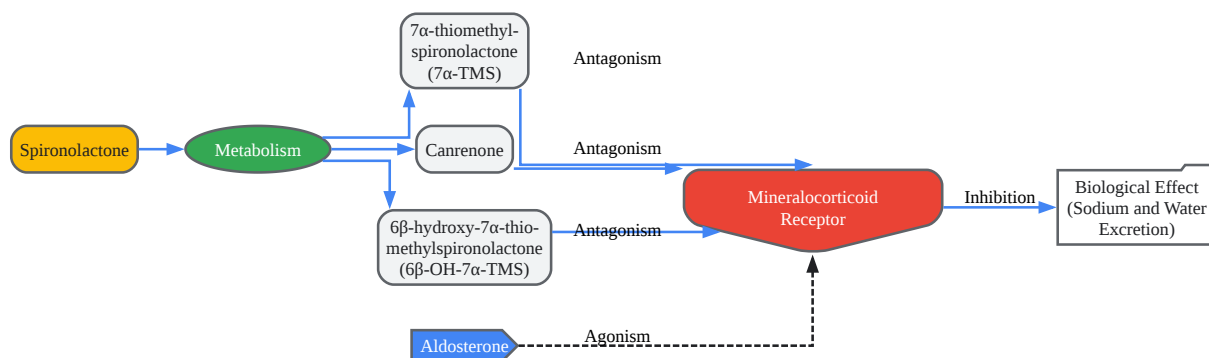 7α-thiomethyl-
spironolactone
(7α-TMS)
Antagonism
Spironolactone
Metabolism
Canrenone
Antagonism
Mineralocorticoid
Receptor
Inhibition
Biological Effect
(Sodium and Water
Excretion)
6β-hydroxy-7α-thio-
methylspironolactone
(6β-OH-7α-TMS)
Antagonism
Aldosterone
Agonism